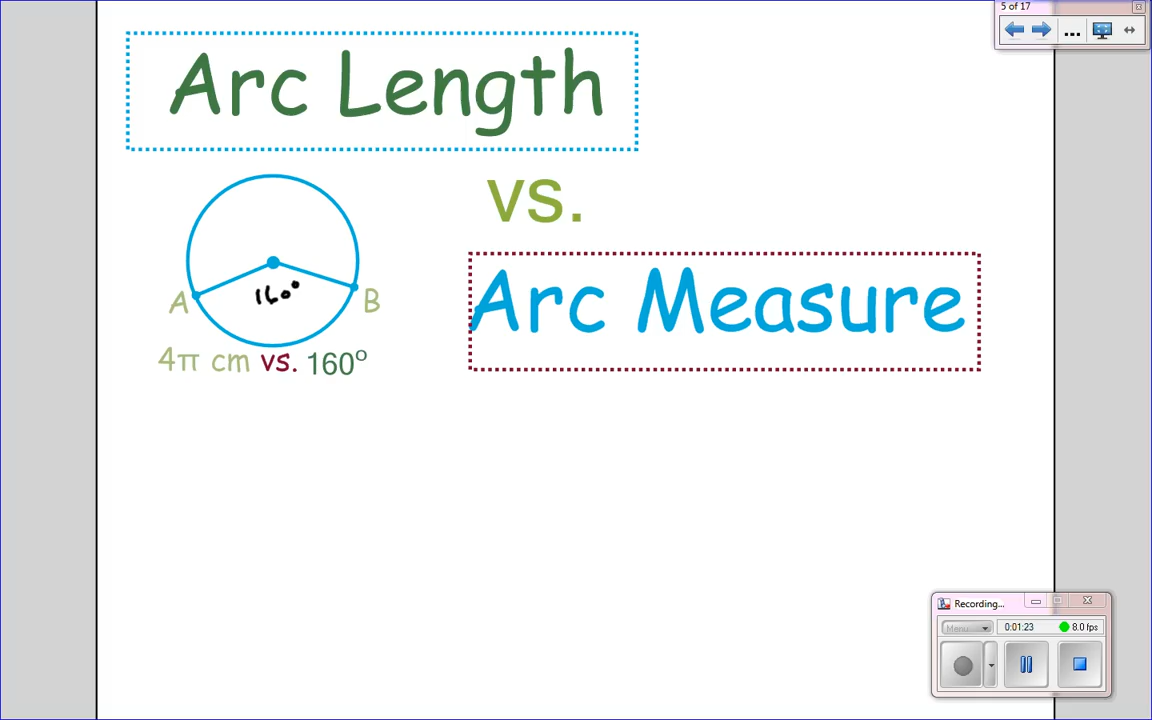 5 of 17
Arc Length
vs.
Arc Measure
160°
A
B
4π cm vs. 160°
Recording...
Menu
0:01:23
8.0 fps